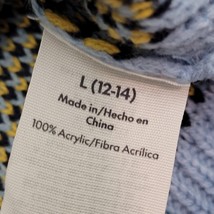 L (12-14)
Made in/Hecho en
China
100% Acrylic/Fibra Acrílica